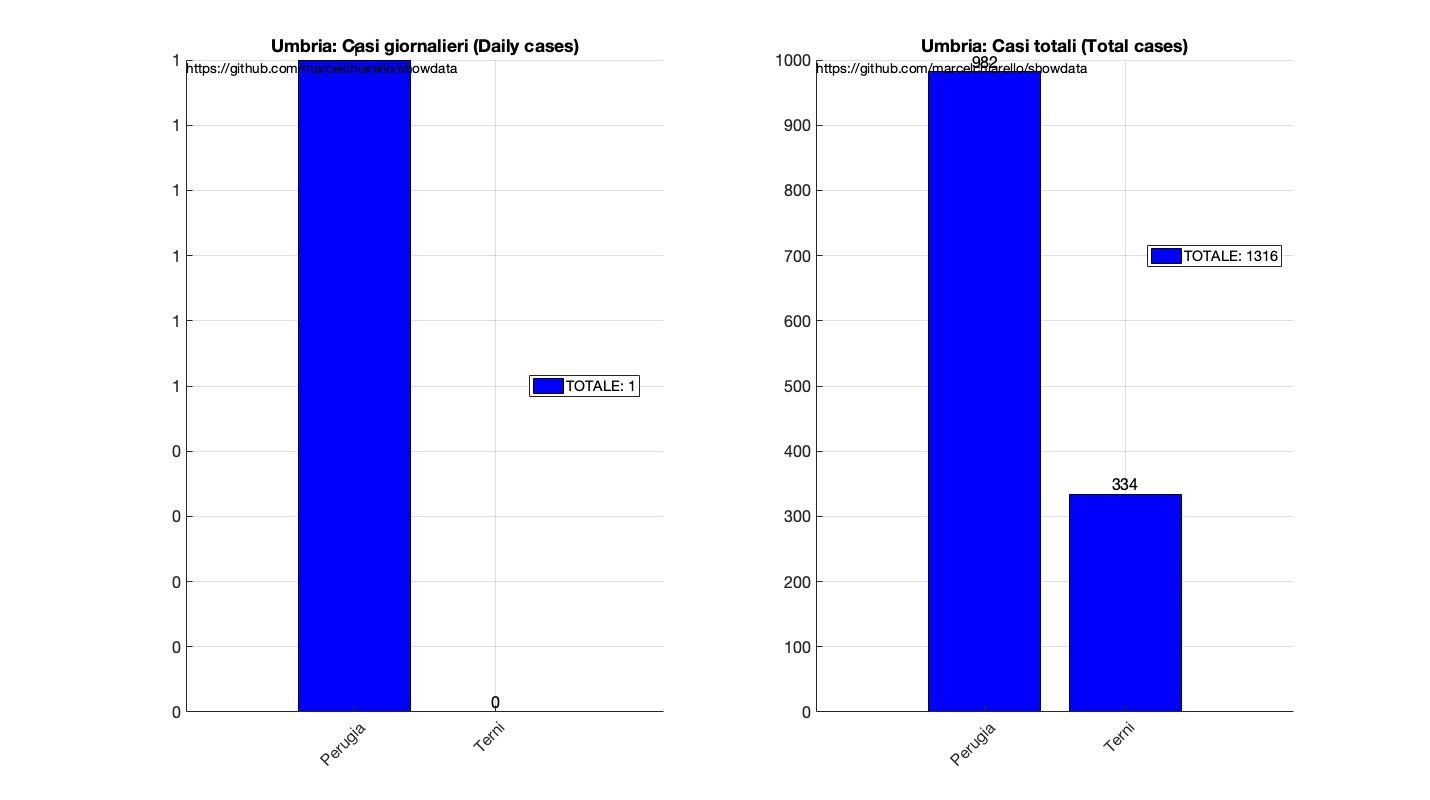 Umbria: Casi giornalieri (Daily cases)
https://github.com/marcelchiarello/showdata
1
1
1
1
1
1
0
0
0
0
0
TOTALE: 1
0
Perugia
Terni
Umbria: Casi totali (Total cases)
https://github.com/marcelchiarello/showdata
982
1000
900
800
700
600
500
400
300
200
100
0
TOTALE: 1316
334
Perugia
Terni